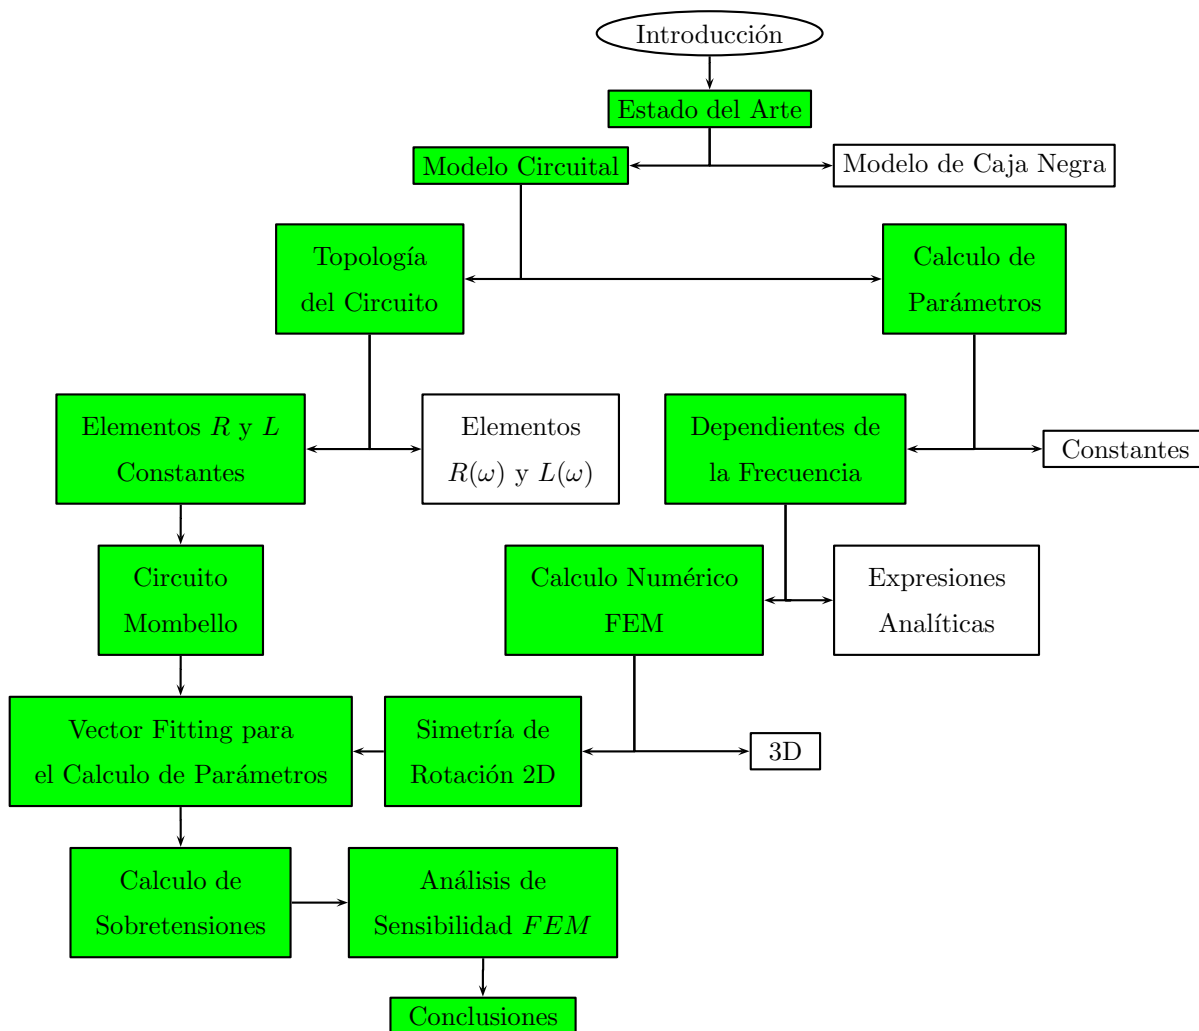 Introducción
Estado del Arte
Modelo Circuital
Modelo de Caja Negra
Topología
del Circuito
Calculo de
Parámetros
Elementos R y L
Constantes
Elementos
R(ω) y L(ω)
Dependientes de
la Frecuencia
Constantes
Circuito
Mombello
Calculo Numérico
FEM
Expresiones
Analíticas
Vector Fitting para
el Calculo de Parámetros
Simetría de
Rotación 2D
3D
Calculo de
Sobretensiones
Análisis de
Sensibilidad FEM
Conclusiones